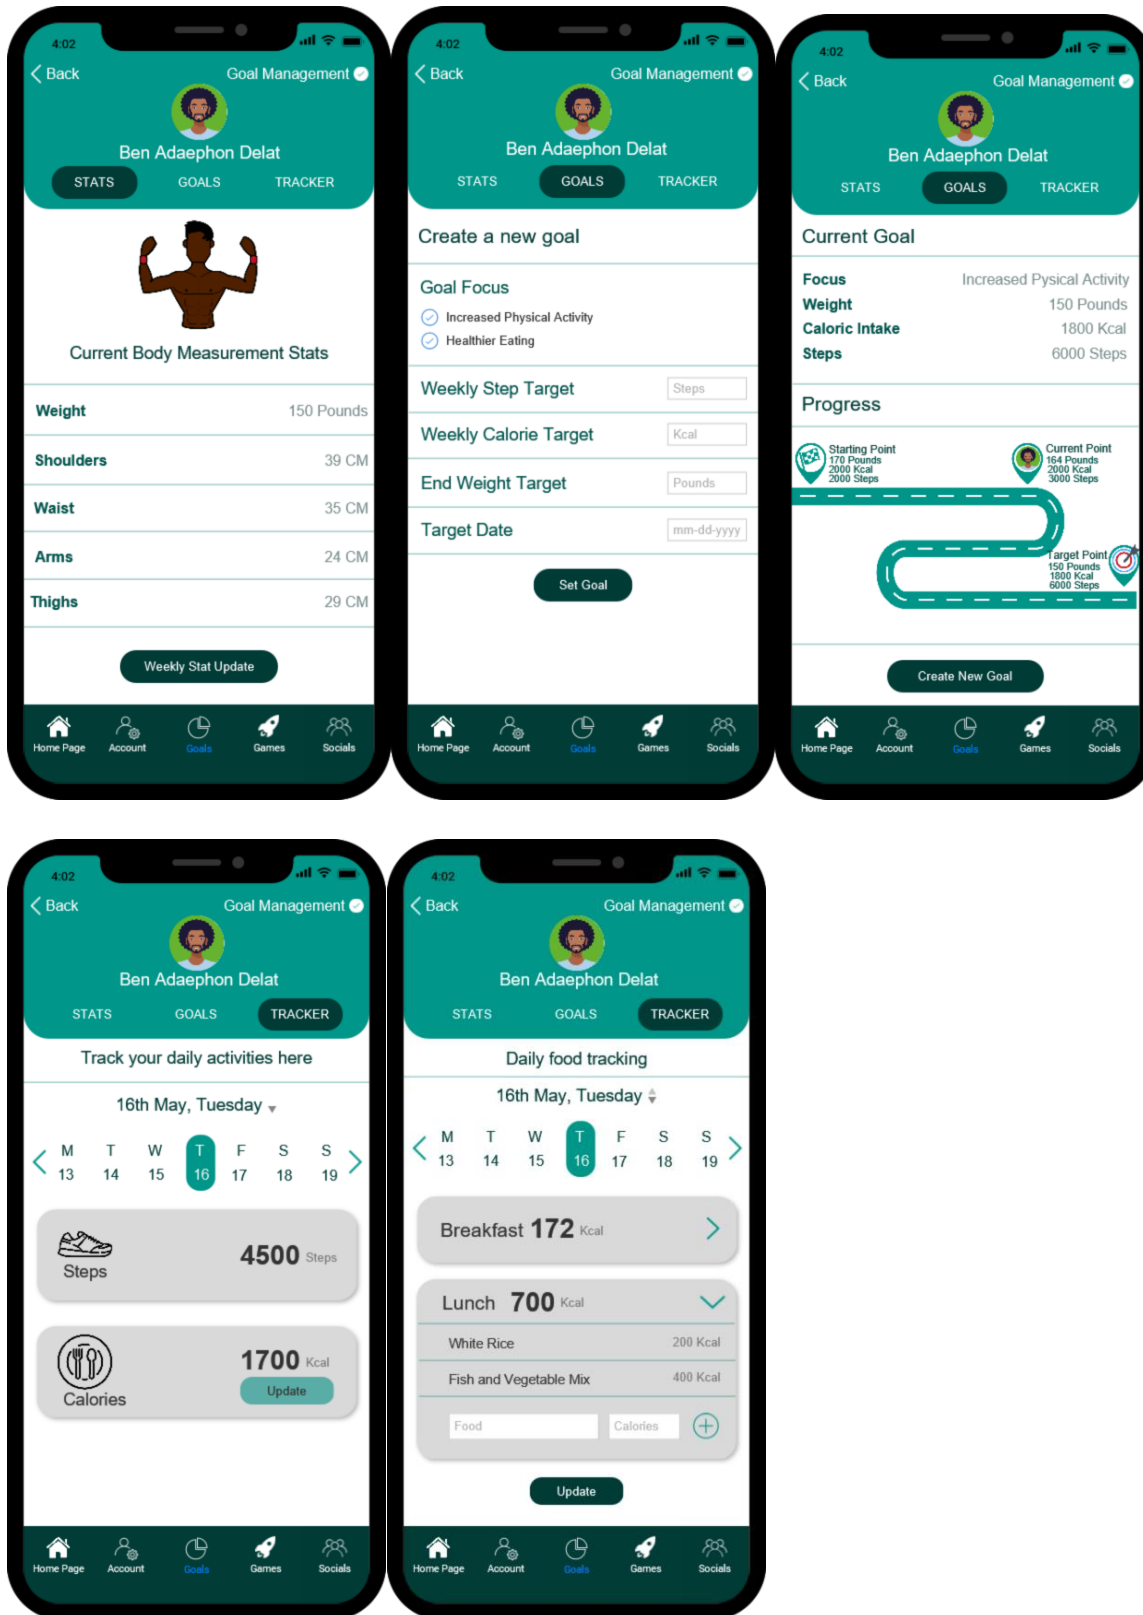 4:02
Back Goal Management
Ben Adaephon Delat
STATS GOALS TRACKER
Current Body Measurement Stats
Weight 150 Pounds
Shoulders 39 CM
Waist 35 CM
Arms 24 CM
Thighs 29 CM
Weekly Stat Update
Home Page Account Goals Games Socials
4:02
Back Goal Management
Ben Adaephon Delat
STATS GOALS TRACKER
Create a new goal
Goal Focus
Increased Physical Activity
Healthier Eating
Weekly Step Target Steps
Weekly Calorie Target Kcal
End Weight Target Pounds
Target Date mm-dd-yyyy
Set Goal
Home Page Account Goals Games Socials
4:02
Back Goal Management
Ben Adaephon Delat
STATS GOALS TRACKER
Current Goal
Focus Increased Pysical Activity
Weight 150 Pounds
Caloric Intake 1800 Kcal
Steps 6000 Steps
Progress
Starting Point
170 Pounds
2000 Kcal
2000 Steps
Current Point
164 Pounds
2000 Kcal
3000 Steps
Target Point
150 Pounds
1800 Kcal
6000 Steps
Create New Goal
Home Page Account Goals Games Socials
4:02
Back Goal Management
Ben Adaephon Delat
STATS GOALS TRACKER
Track your daily activities here
16th May, Tuesday
M T W T F S S
13 14 15 16 17 18 19
Steps 4500 Steps
Calories 1700 Kcal
Update
Home Page Account Goals Games Socials
4:02
Back Goal Management
Ben Adaephon Delat
STATS GOALS TRACKER
Daily food tracking
16th May, Tuesday
M T W T F S S
13 14 15 16 17 18 19
Breakfast 172 Kcal
Lunch 700 Kcal
White Rice 200 Kcal
Fish and Vegetable Mix 400 Kcal
Food Calories
Update
Home Page Account Goals Games Socials